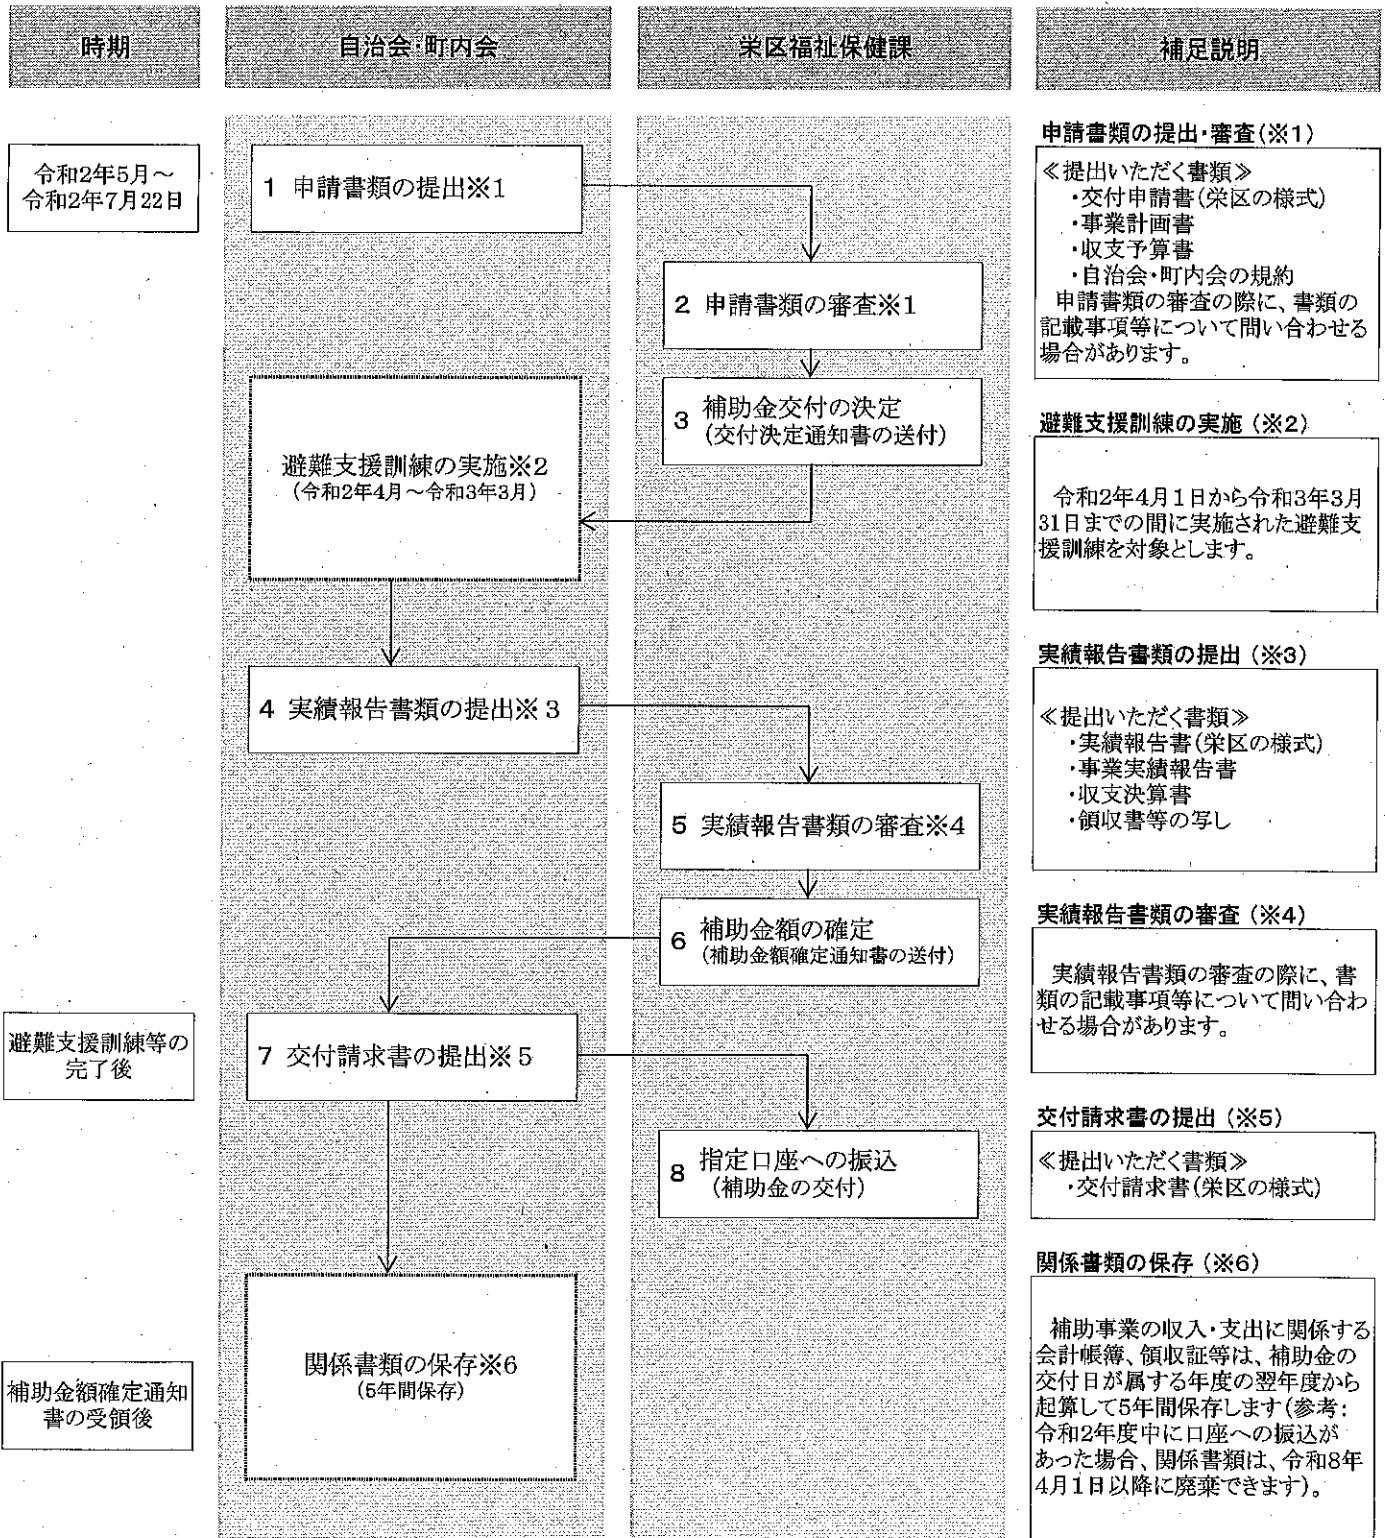 時期
自治会・町内会
栄区福祉保健課
補足説明
令和2年5月～
令和2年7月22日
1 申請書類の提出※1
2 申請書類の審査※1
3 補助金交付の決定
(交付決定通知書の送付)
避難支援訓練の実施※2
(令和2年4月～令和3年3月)
4 実績報告書類の提出※3
5 実績報告書類の審査※4
6 補助金額の確定
(補助金額確定通知書の送付)
避難支援訓練等の
完了後
7 交付請求書の提出※5
8 指定口座への振込
(補助金の交付)
補助金額確定通知
書の受領後
関係書類の保存※6
(5年間保存)
申請書類の提出・審査(※1)
≪提出いただく書類≫
・交付申請書(栄区の様式)
・事業計画書
・収支予算書
・自治会・町内会の規約
申請書類の審査の際に、書類の
記載事項等について問い合わせる
場合があります。
避難支援訓練の実施(※2)
令和2年4月1日から令和3年3月
31日までの間に実施された避難支
援訓練を対象とします。
実績報告書類の提出(※3)
≪提出いただく書類≫
・実績報告書(栄区の様式)
・事業実績報告書
・収支決算書
・領収書等の写し
実績報告書類の審査(※4)
実績報告書類の審査の際に、書
類の記載事項等について問い合わ
せる場合があります。
交付請求書の提出(※5)
≪提出いただく書類≫
・交付請求書(栄区の様式)
関係書類の保存(※6)
補助事業の収入・支出に関係する
会計帳簿、領収証等は、補助金の
交付日が属する年度の翌年度から
起算して5年間保存します(参考:
令和2年度中に口座への振込が
あった場合、関係書類は、令和8年
4月1日以降に廃棄できます)。